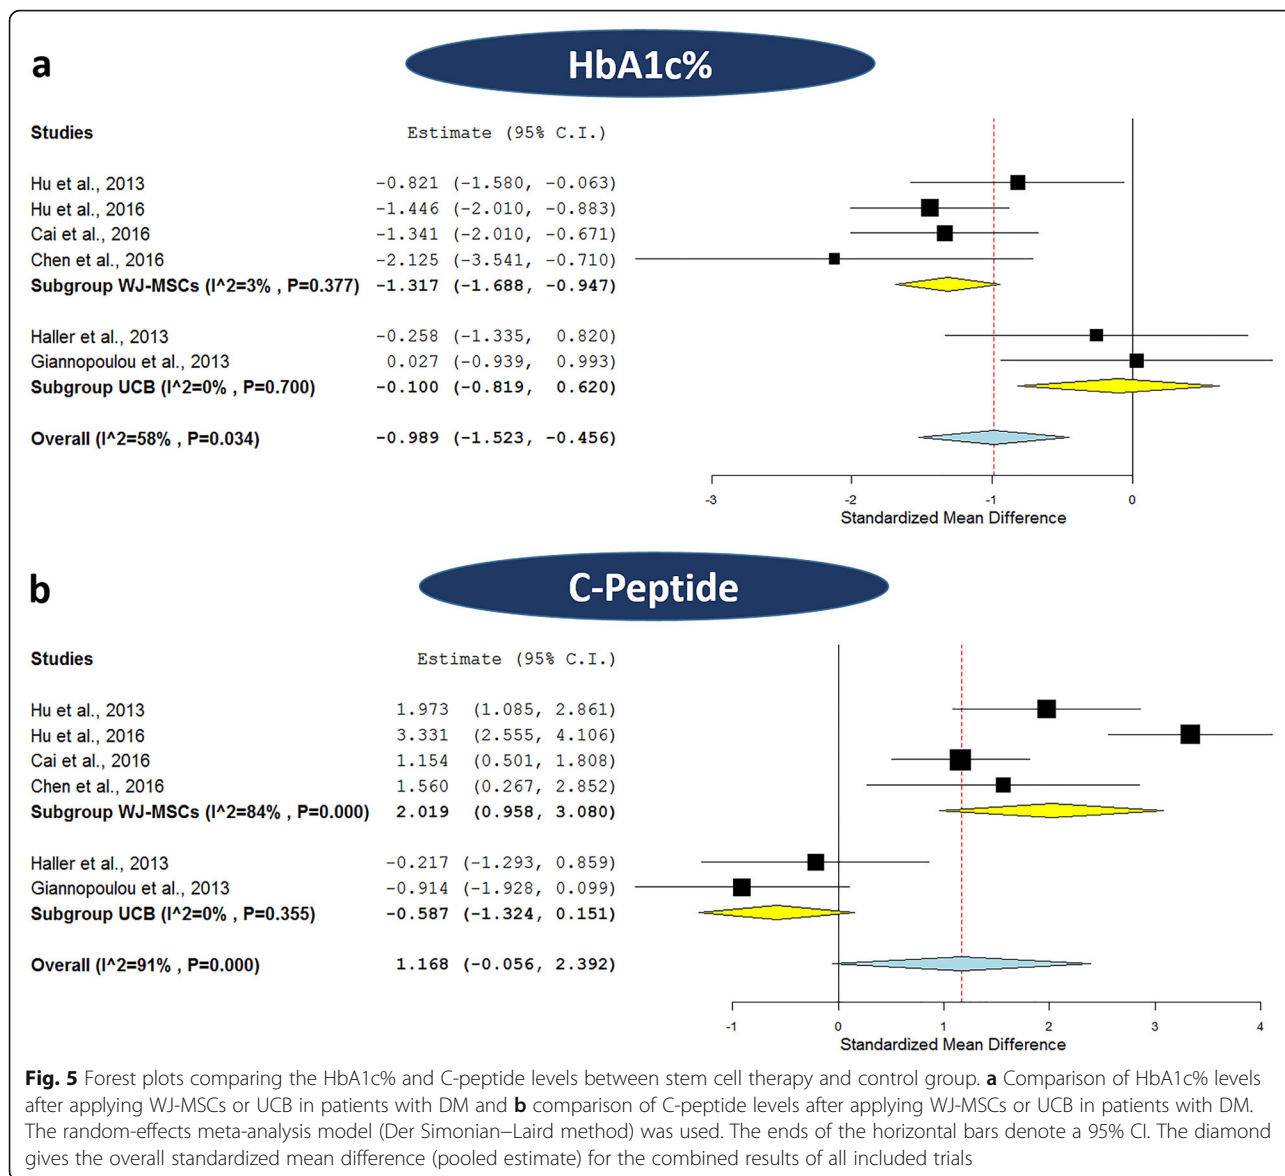 a
HbA1c%
Studies Estimate (95% C.I.)
Hu et al., 2013 -0.821 (-1.580, -0.063)
Hu et al., 2016 -1.446 (-2.010, -0.883)
Cai et al., 2016 -1.341 (-2.010, -0.671)
Chen et al., 2016 -2.125 (-3.541, -0.710)
Subgroup WJ-MSCs (I^2=3% , P=0.377) -1.317 (-1.688, -0.947)
Haller et al., 2013 -0.258 (-1.335, 0.820)
Giannopoulou et al., 2013 0.027 (-0.939, 0.993)
Subgroup UCB (I^2=0% , P=0.700) -0.100 (-0.819, 0.620)
Overall (I^2=58% , P=0.034) -0.989 (-1.523, -0.456)
-3 -2 -1 0
Standardized Mean Difference
b
C-Peptide
Studies Estimate (95% C.I.)
Hu et al., 2013 1.973 (1.085, 2.861)
Hu et al., 2016 3.331 (2.555, 4.106)
Cai et al., 2016 1.154 (0.501, 1.808)
Chen et al., 2016 1.560 (0.267, 2.852)
Subgroup WJ-MSCs (I^2=84% , P=0.000) 2.019 (0.958, 3.080)
Haller et al., 2013 -0.217 (-1.293, 0.859)
Giannopoulou et al., 2013 -0.914 (-1.928, 0.099)
Subgroup UCB (I^2=0% , P=0.355) -0.587 (-1.324, 0.151)
Overall (I^2=91% , P=0.000) 1.168 (-0.056, 2.392)
-1 0 1 2 3 4
Standardized Mean Difference
Fig. 5 Forest plots comparing the HbA1c% and C-peptide levels between stem cell therapy and control group. a Comparison of HbA1c% levels
after applying WJ-MSCs or UCB in patients with DM and b comparison of C-peptide levels after applying WJ-MSCs or UCB in patients with DM.
The random-effects meta-analysis model (Der Simonian–Laird method) was used. The ends of the horizontal bars denote a 95% CI. The diamond
gives the overall standardized mean difference (pooled estimate) for the combined results of all included trials